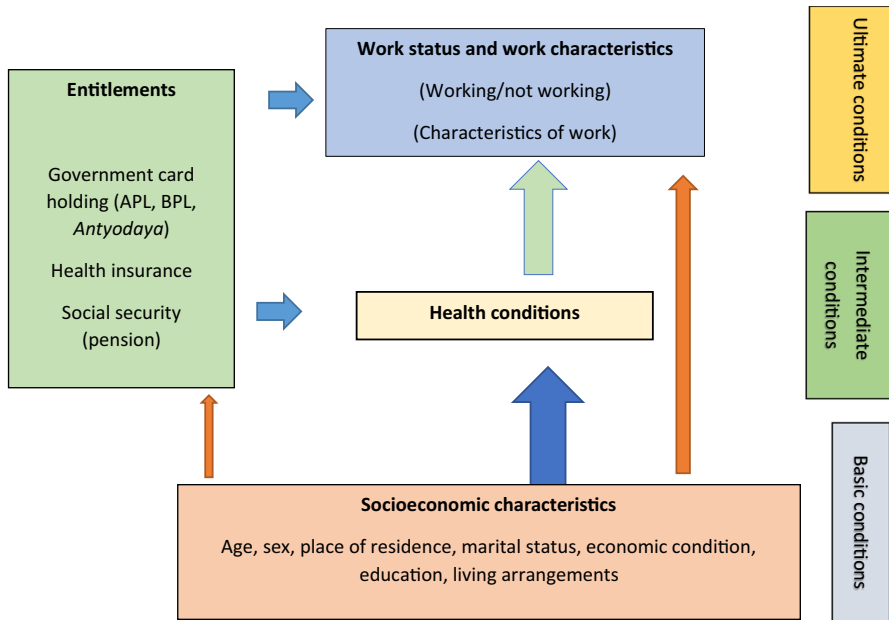 Work status and work characteristics
(Working/not working)
(Characteristics of work)
Entitlements
Government card
holding (APL, BPL,
Antyodaya)
Health insurance
Social security
(pension)
Health conditions
Socioeconomic characteristics
Age, sex, place of residence, marital status, economic condition,
education, living arrangements
Ultimate conditions
Intermediate
conditions
Basic conditions